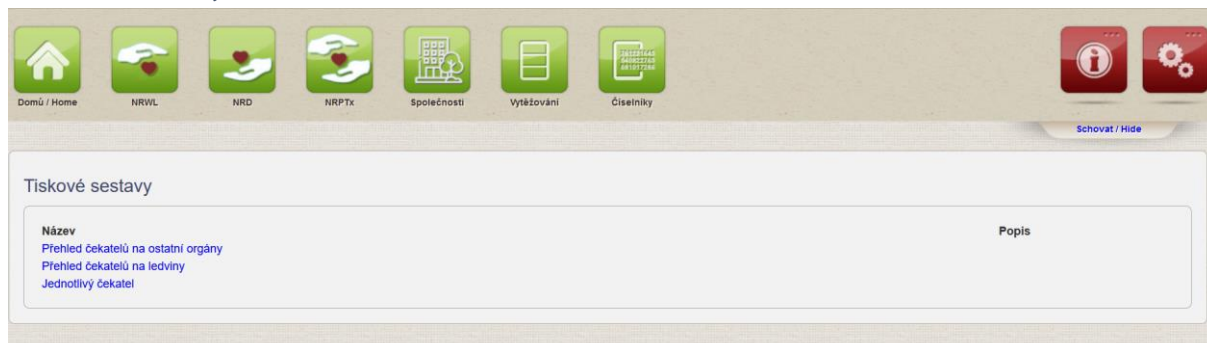 Domů / Home
NRWL
NRD
NRPTx
Společnosti
Vytěžování
Číselníky
Schovat / Hide
Tiskové sestavy
Název Popis
Přehled čekatelů na ostatní orgány
Přehled čekatelů na ledviny
Jednotlivý čekatel